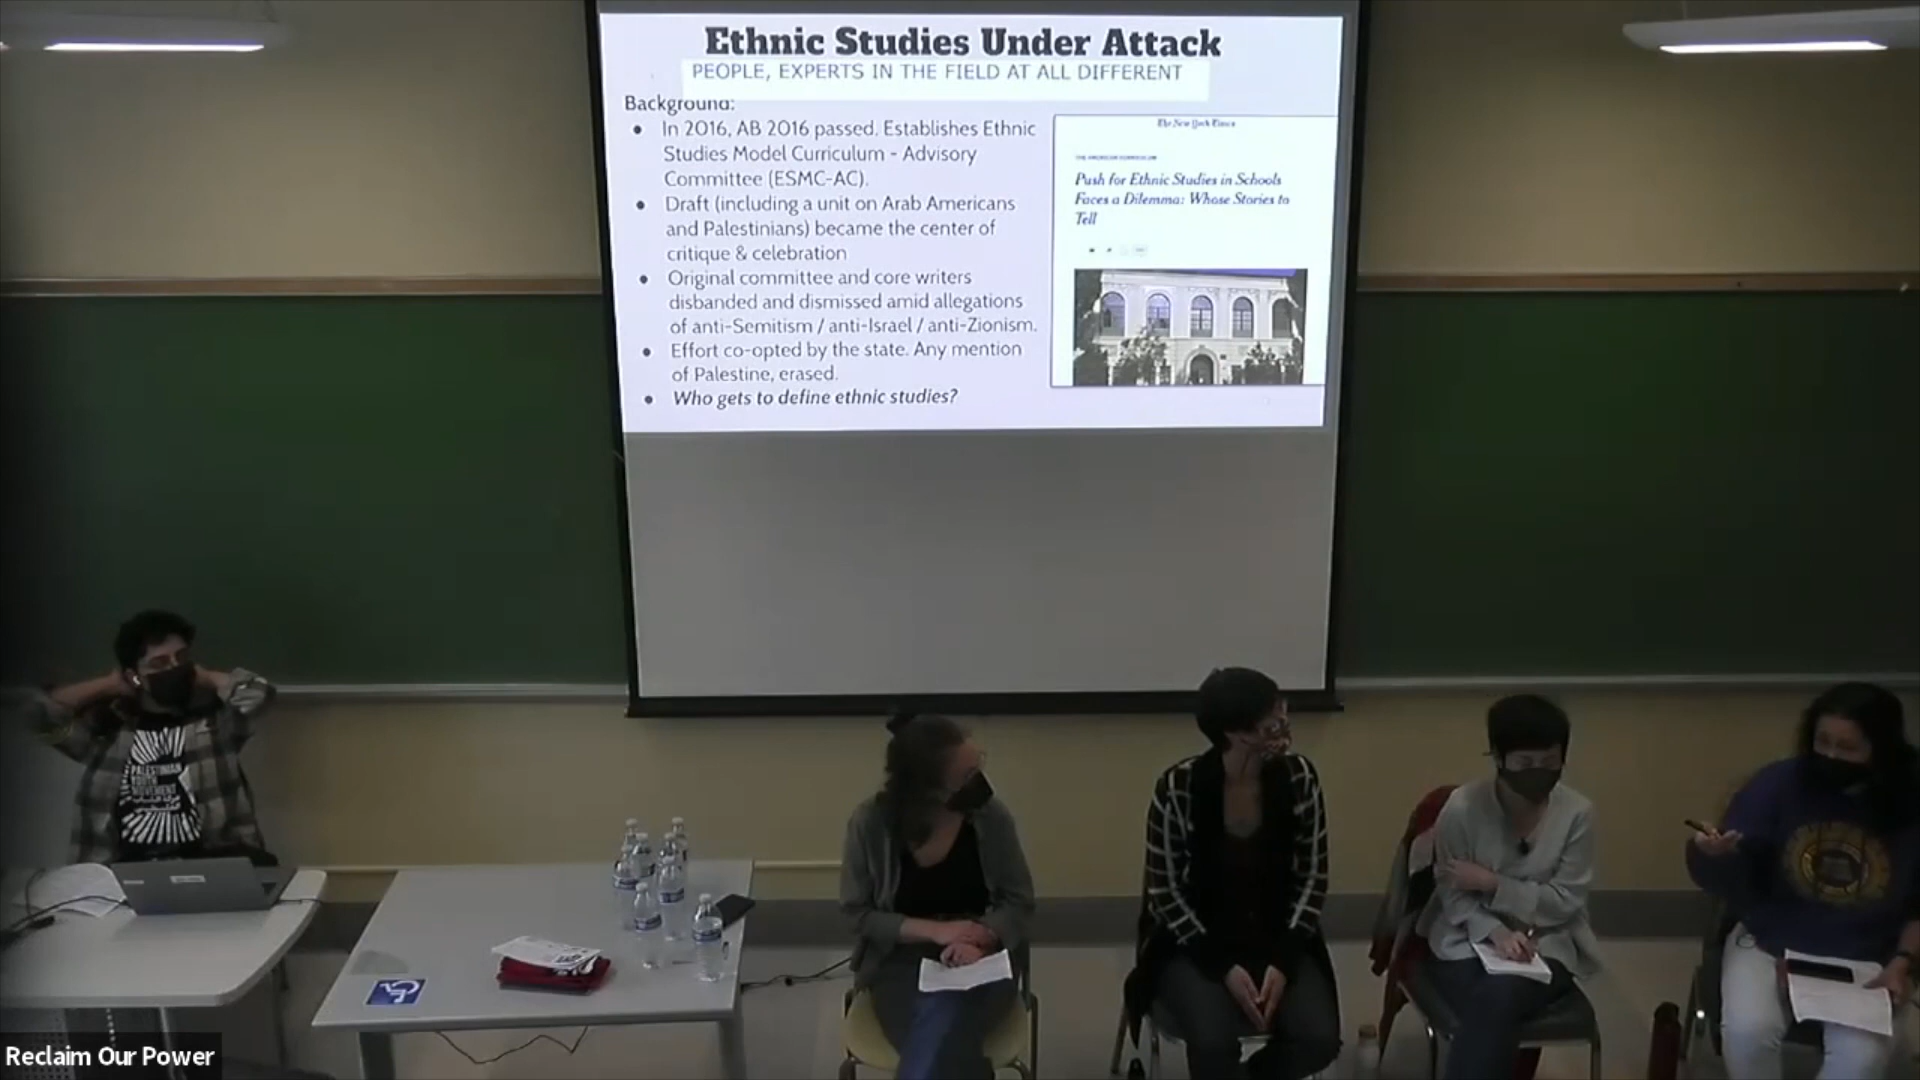 Ethnic Studies Under Attack
PEOPLE, EXPERTS IN THE FIELD AT ALL DIFFERENT
Background:
• In 2016, AB 2016 passed. Establishes Ethnic
Studies Model Curriculum - Advisory
Committee (ESMC-AC).
• Draft (including a unit on Arab Americans
and Palestinians) became the center of
critique & celebration
• Original committee and core writers
disbanded and dismissed amid allegations
of anti-Semitism / anti-Israel / anti-Zionism.
• Effort co-opted by the state. Any mention
of Palestine, erased.
• Who gets to define ethnic studies?
The New York Times
Push for Ethnic Studies in Schools
Faces a Dilemma: Whose Stories to
Tell
PALESTINIAN
YOUTH
MOVEMENT
Reclaim Our Power